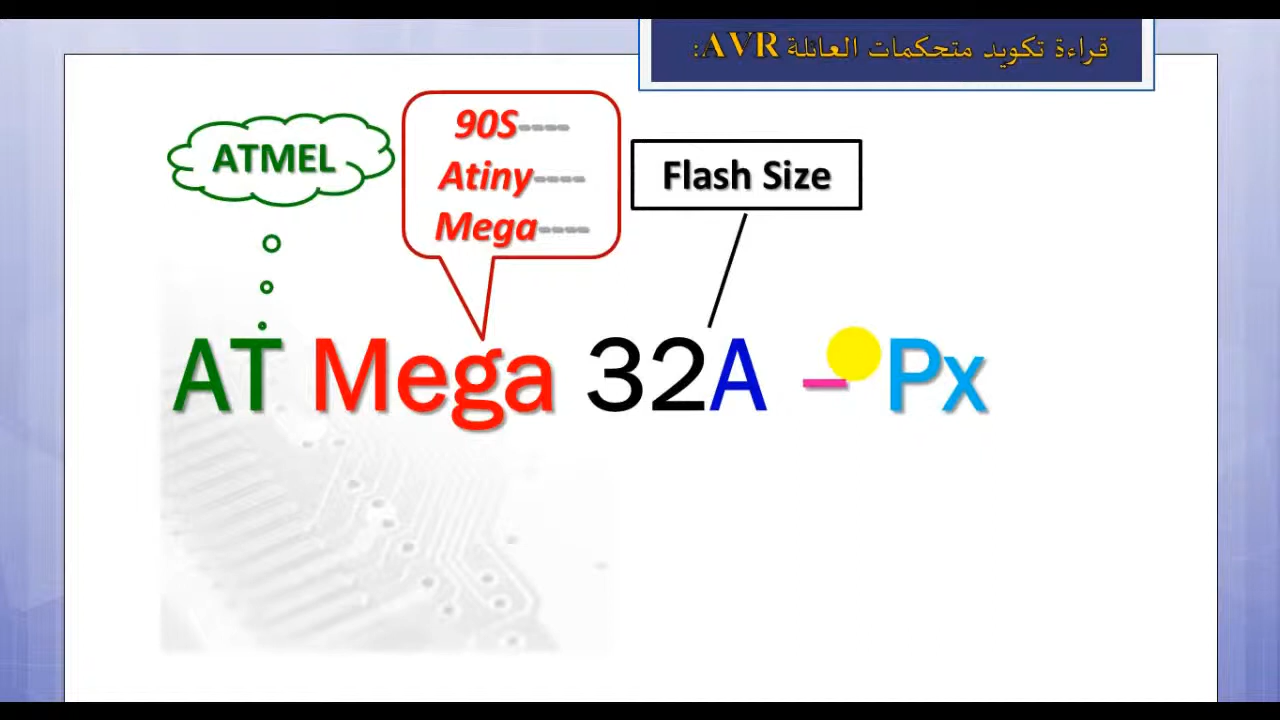 قراءة تكويد متحكمات العائلة AVR:
ATMEL
90S----
Atiny----
Mega----
Flash Size
AT Mega 32A – Px